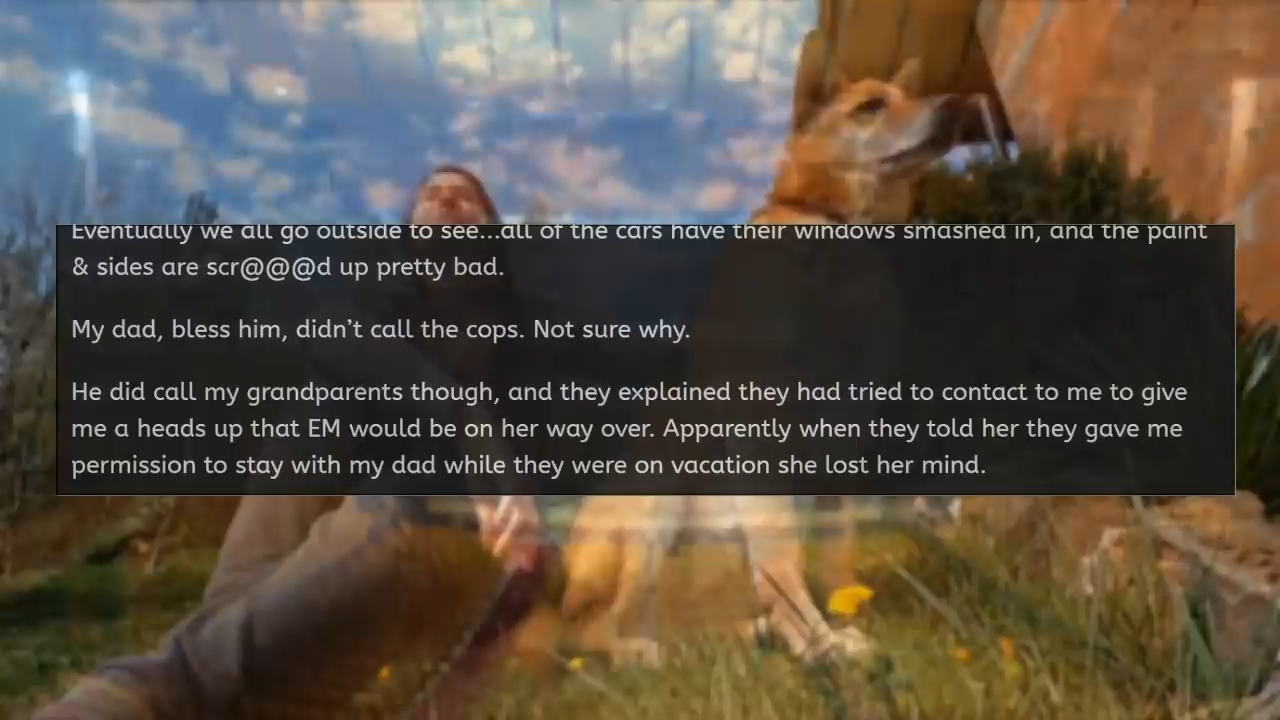 Eventually we all go outside to see...all of the cars have their windows smashed in, and the paint
& sides are scr@@@d up pretty bad.
My dad, bless him, didn’t call the cops. Not sure why.
He did call my grandparents though, and they explained they had tried to contact to me to give
me a heads up that EM would be on her way over. Apparently when they told her they gave me
permission to stay with my dad while they were on vacation she lost her mind.